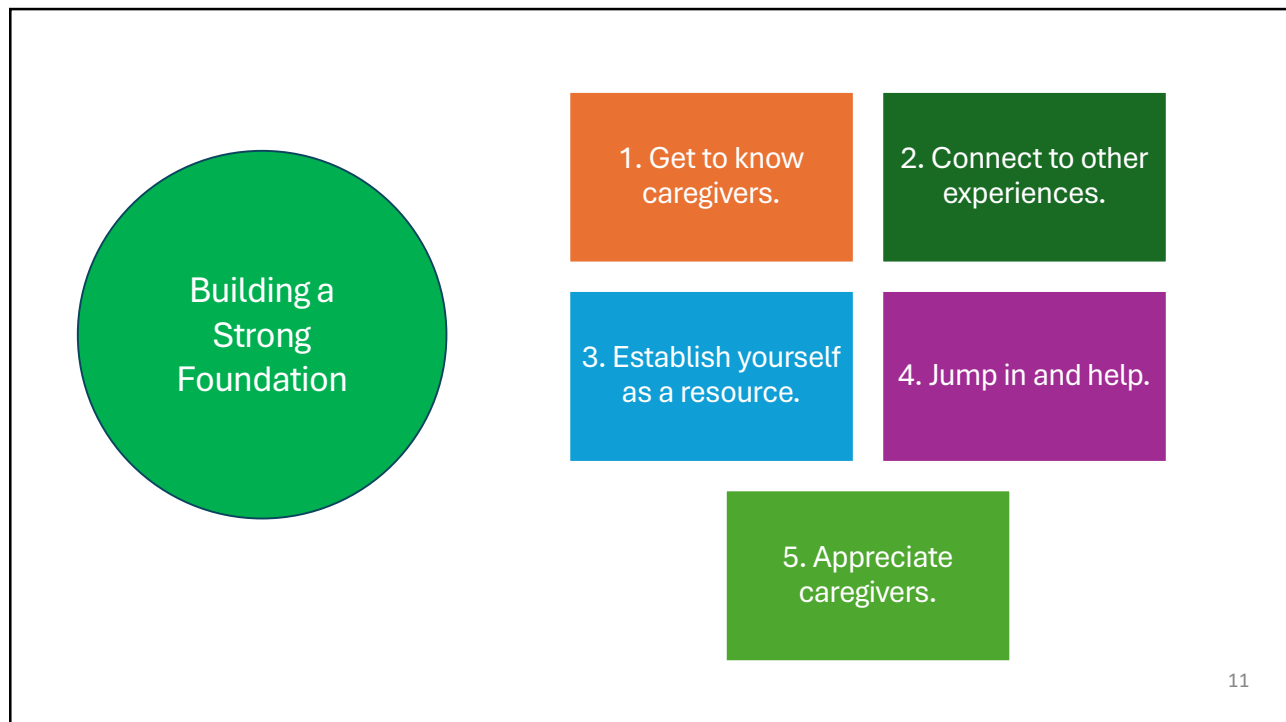 Building a
Strong
Foundation
1. Get to know
caregivers.
2. Connect to other
experiences.
3. Establish yourself
as a resource.
4. Jump in and help.
5. Appreciate
caregivers.
11